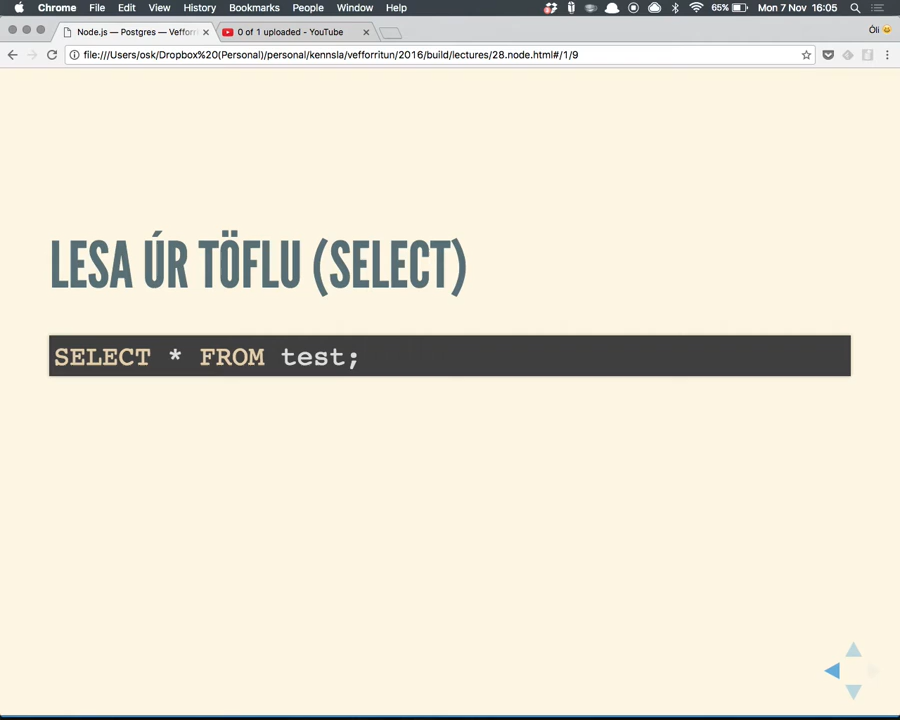 Chrome File Edit View History Bookmarks People Window Help 65% Mon 7 Nov 16:05
Node.js — Postgres — Vefforri
0 of 1 uploaded - YouTube
Óli
file:///Users/osk/Dropbox%20(Personal)/personal/kennsla/vefforritun/2016/build/lectures/28.node.html#/1/9
LESA ÚR TÖFLU (SELECT)
SELECT * FROM test;